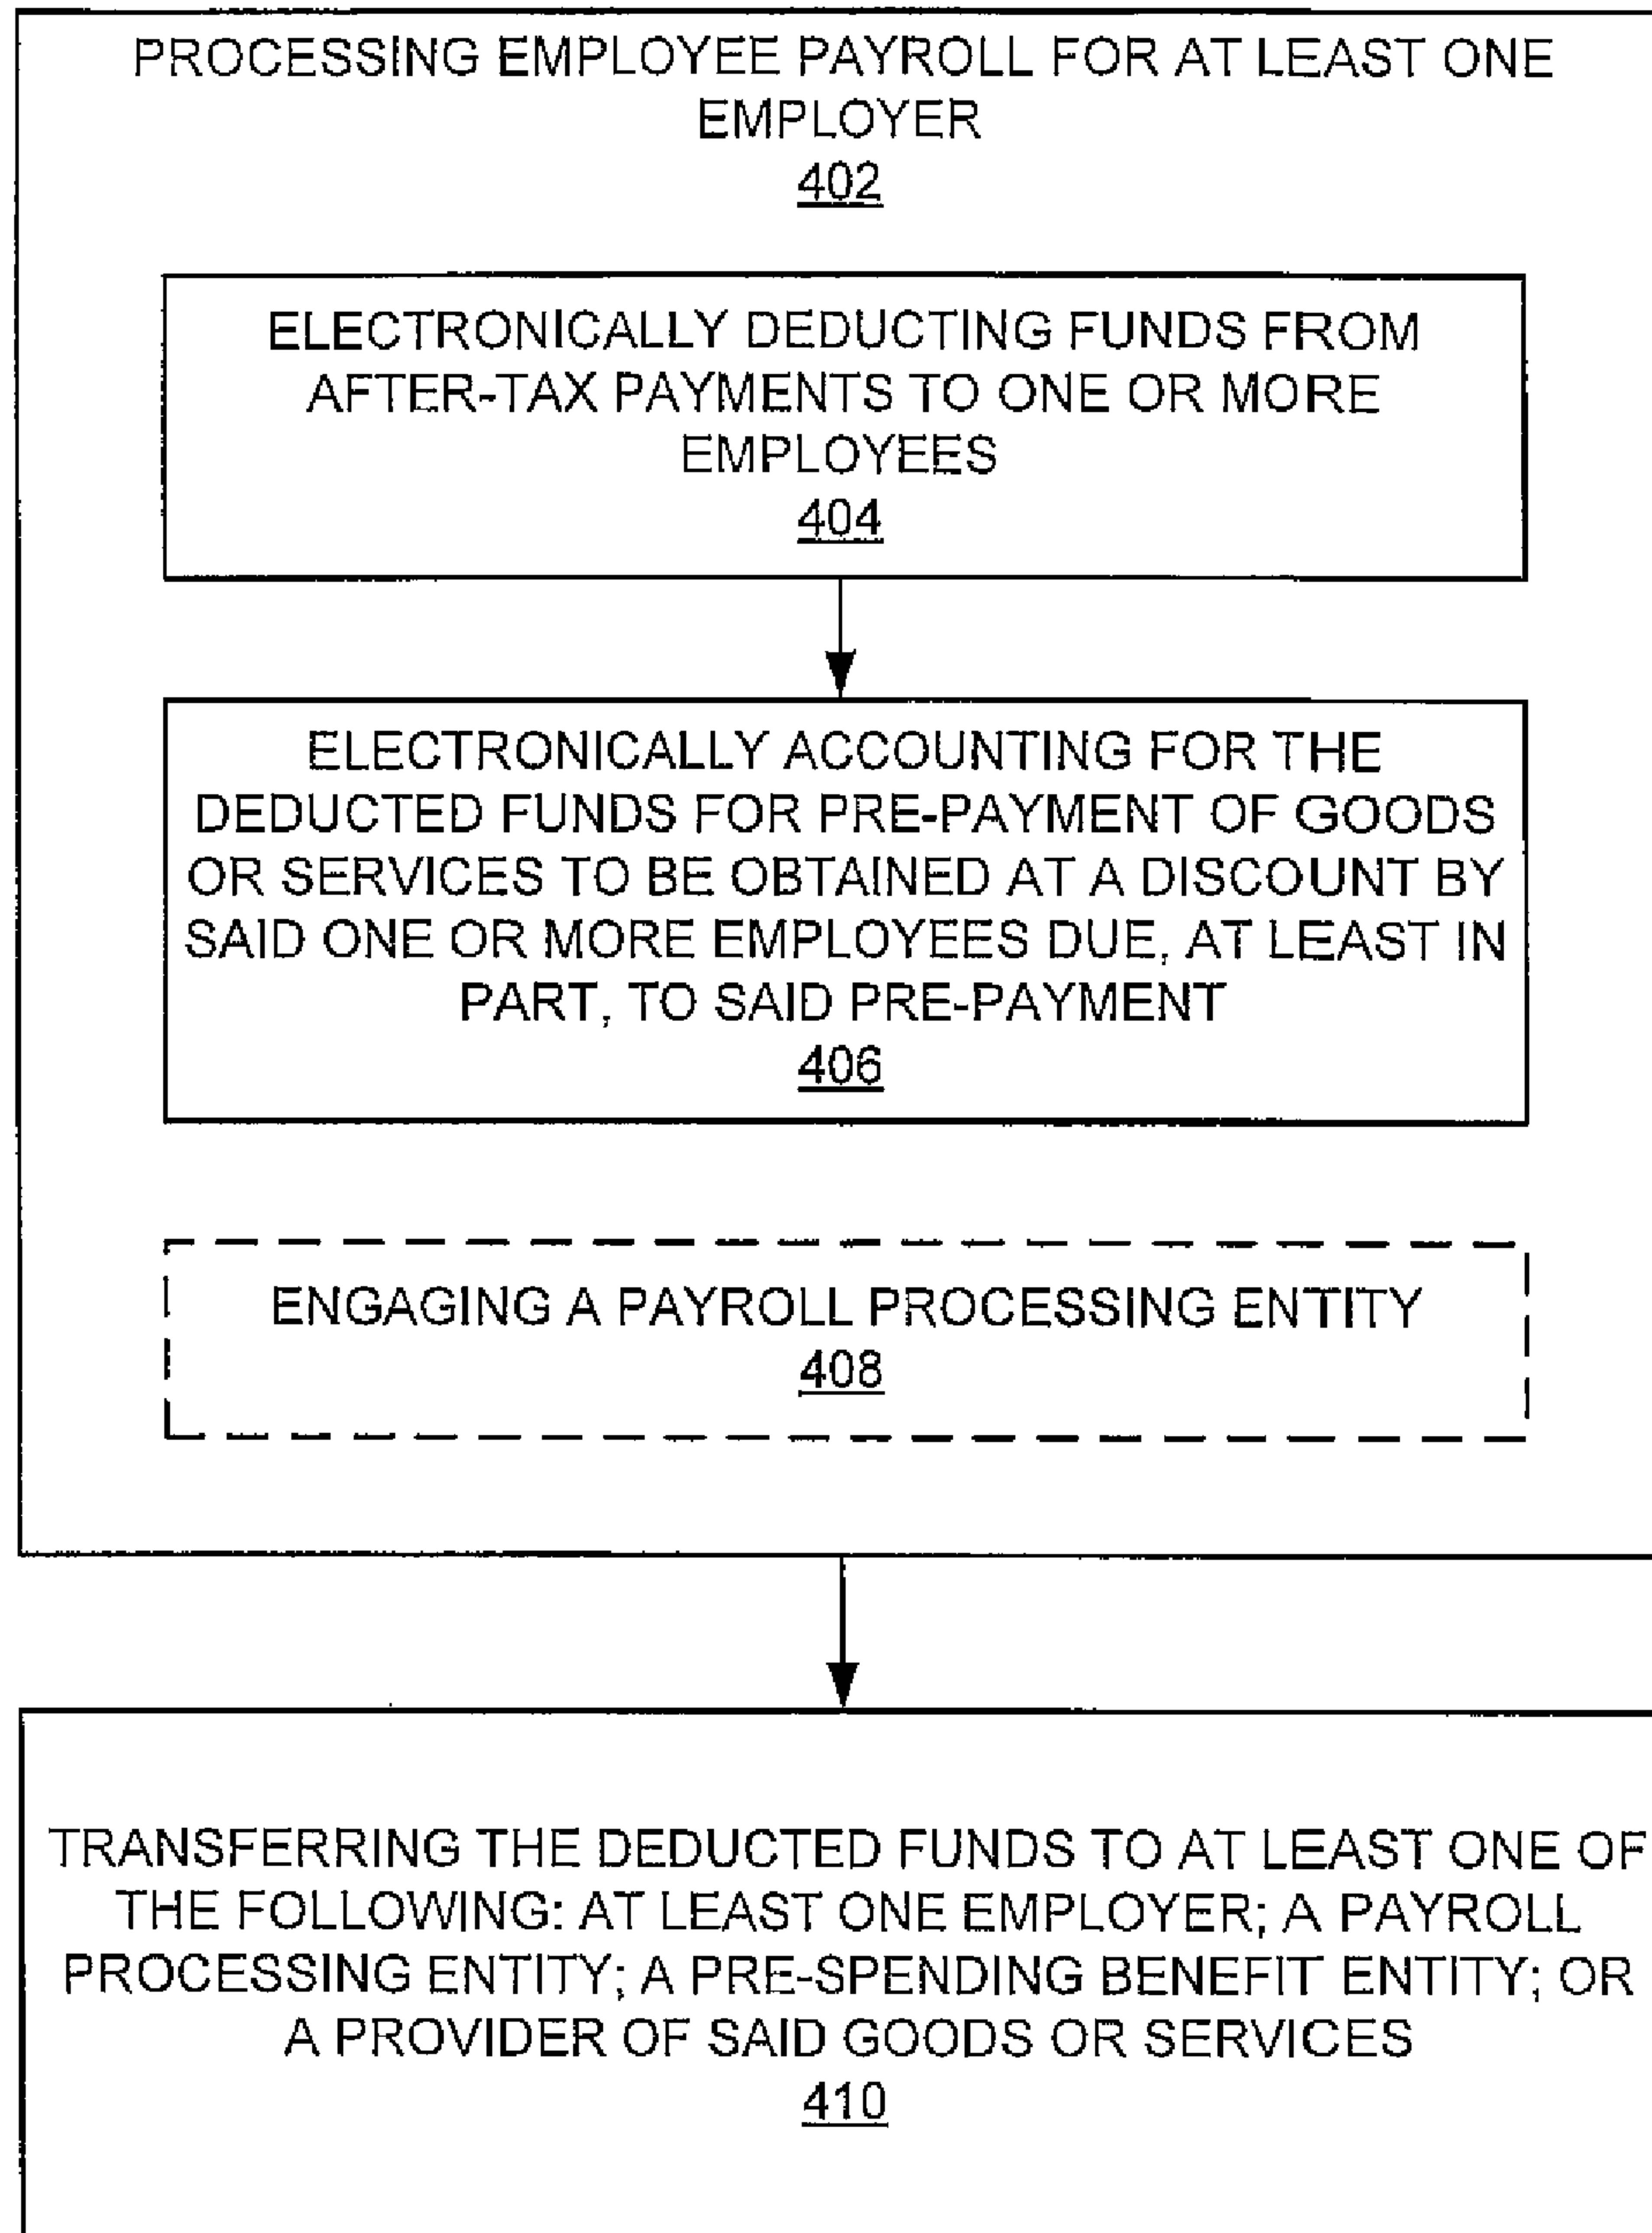 PROCESSING EMPLOYEE PAYROLL FOR AT LEAST ONE
EMPLOYER
402
ELECTRONICALLY DEDUCTING FUNDS FROM
AFTER-TAX PAYMENTS TO ONE OR MORE
EMPLOYEES
404
ELECTRONICALLY ACCOUNTING FOR THE
DEDUCTED FUNDS FOR PRE-PAYMENT OF GOODS
OR SERVICES TO BE OBTAINED AT A DISCOUNT BY
SAID ONE OR MORE EMPLOYEES DUE, AT LEAST IN
PART, TO SAID PRE-PAYMENT
406
ENGAGING A PAYROLL PROCESSING ENTITY
408
TRANSFERRING THE DEDUCTED FUNDS TO AT LEAST ONE OF
THE FOLLOWING: AT LEAST ONE EMPLOYER; A PAYROLL
PROCESSING ENTITY; A PRE-SPENDING BENEFIT ENTITY; OR
A PROVIDER OF SAID GOODS OR SERVICES
410